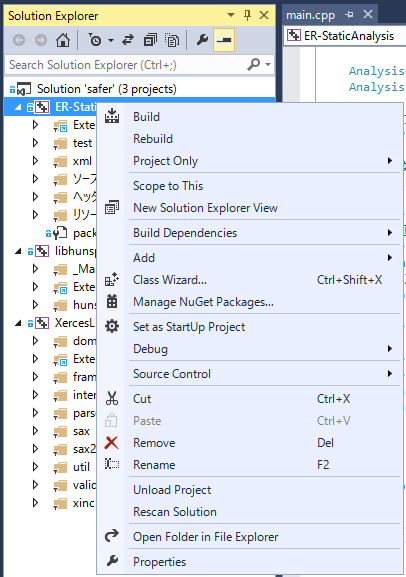 Solution Explorer
main.cpp
ER-StaticAnalysis
Search Solution Explorer (Ctrl+;)
Analysis
Analysis
Solution 'safer' (3 projects)
ER-Stati
Exte
test
xml
ソース
ヘッダ
リソー
pack
libhunsp
_Ma
Exte
huns
XercesL
dom
Exte
fram
inter
parse
sax
sax2
util
valid
xinc
Build
Rebuild
Project Only
Scope to This
New Solution Explorer View
Build Dependencies
Add
Class Wizard... Ctrl+Shift+X
Manage NuGet Packages...
Set as StartUp Project
Debug
Source Control
Cut Ctrl+X
Paste Ctrl+V
Remove Del
Rename F2
Unload Project
Rescan Solution
Open Folder in File Explorer
Properties